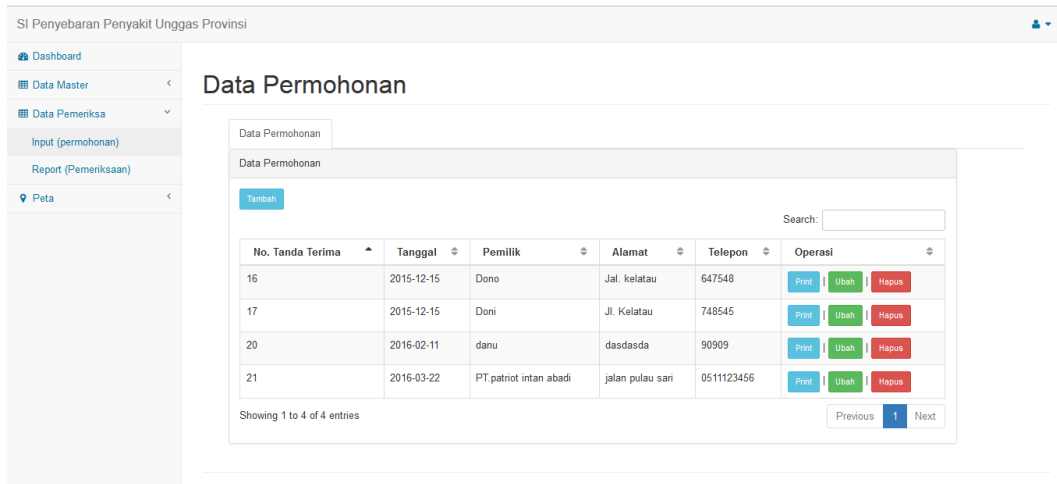 SI Penyebaran Penyakit Unggas Provinsi
Dashboard
Data Master
Data Pemeriksa
Input (permohonan)
Report (Pemeriksaan)
Peta
Data Permohonan
Data Permohonan
Data Permohonan
Tambah
Search:
No. Tanda Terima Tanggal Pemilik Alamat Telepon Operasi
16 2015-12-15 Dono Jal. kelatau 647548 Print | Ubah | Hapus
17 2015-12-15 Doni Jl. Kelatau 748545 Print | Ubah | Hapus
20 2016-02-11 danu dasdasda 90909 Print | Ubah | Hapus
21 2016-03-22 PT.patriot intan abadi jalan pulau sari 0511123456 Print | Ubah | Hapus
Showing 1 to 4 of 4 entries
Previous 1 Next